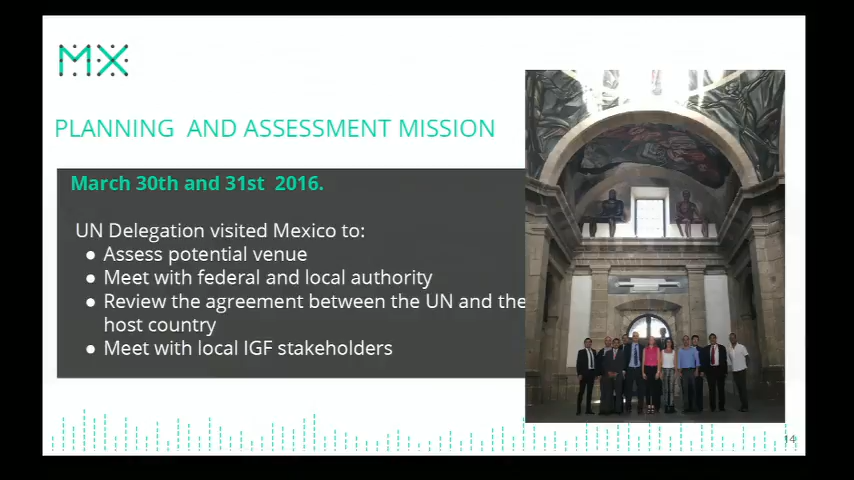 MX
PLANNING AND ASSESSMENT MISSION
March 30th and 31st 2016.
UN Delegation visited Mexico to:
● Assess potential venue
● Meet with federal and local authority
● Review the agreement between the UN and the
host country
● Meet with local IGF stakeholders
14